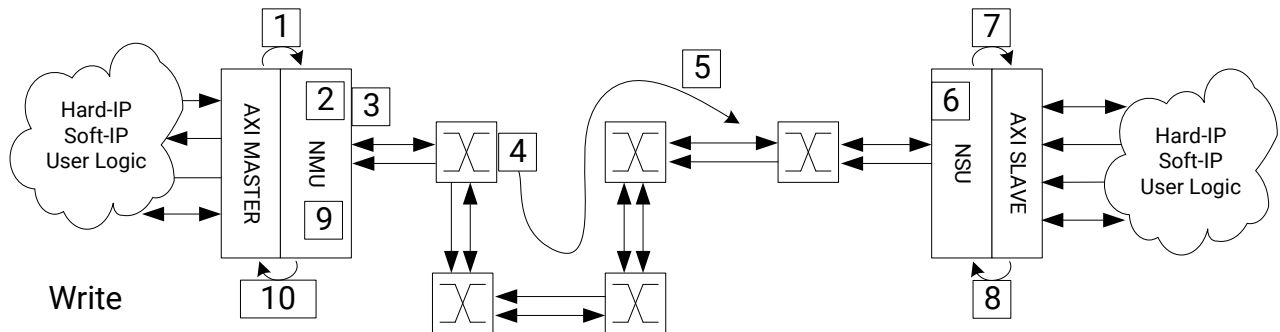 1
7
5
Hard-IP
Soft-IP
User Logic
AXI MASTER
2
3
NMU
9
4
6
NSU
AXI SLAVE
Hard-IP
Soft-IP
User Logic
Write
10
8